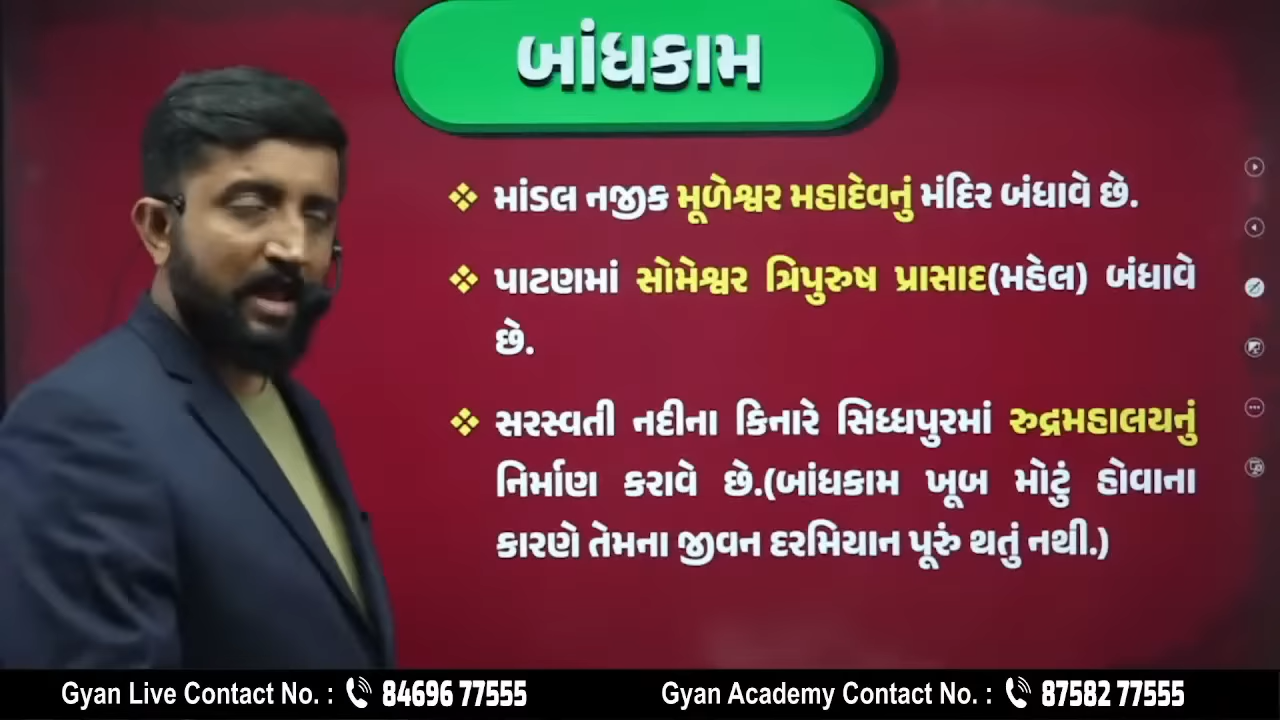 બાંધકામ
❖ માંડલ નજીક મૂળેશ્વર મહાદેવનું મંદિર બંધાવે છે.
❖ પાટણમાં સોમેશ્વર ત્રિપુરુષ પ્રાસાદ(મહેલ) બંધાવે
છે.
❖ સરસ્વતી નદીના કિનારે સિધ્ધપુરમાં રુદ્રમહાલયનું
નિર્માણ કરાવે છે.(બાંધકામ ખૂબ મોટું હોવાના
કારણે તેમના જીવન દરમિયાન પૂરું થતું નથી.)
Gyan Live Contact No. : 84696 77555
Gyan Academy Contact No. : 87582 77555